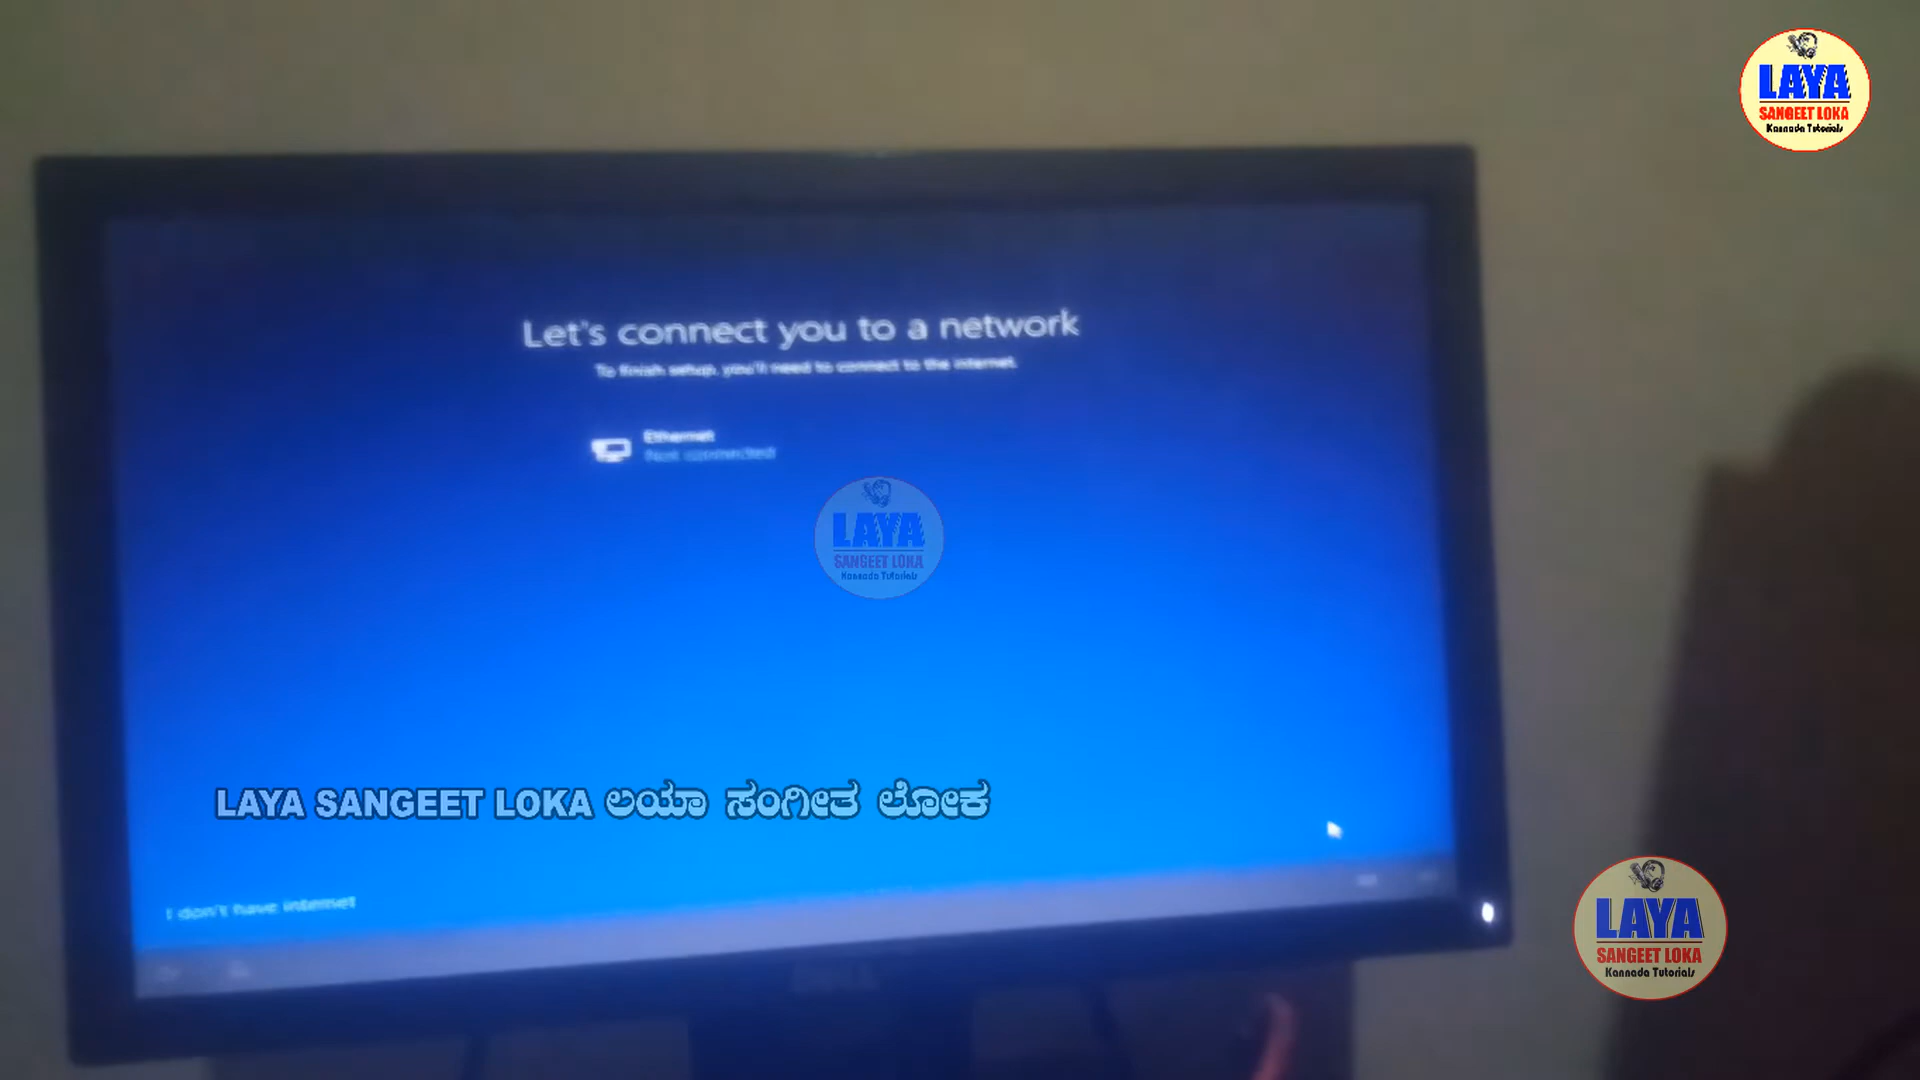 LAYA
SANGEET LOKA
Kannada Tutorials
Let's connect you to a network
To finish setup, you'll need to connect to the internet.
Ethernet
Not connected
LAYA
SANGEET LOKA
Kannada Tutorials
LAYA SANGEET LOKA ಲಯಾ ಸಂಗೀತ ಲೋಕ
I don't have internet
LAYA
SANGEET LOKA
Kannada Tutorials
DELL